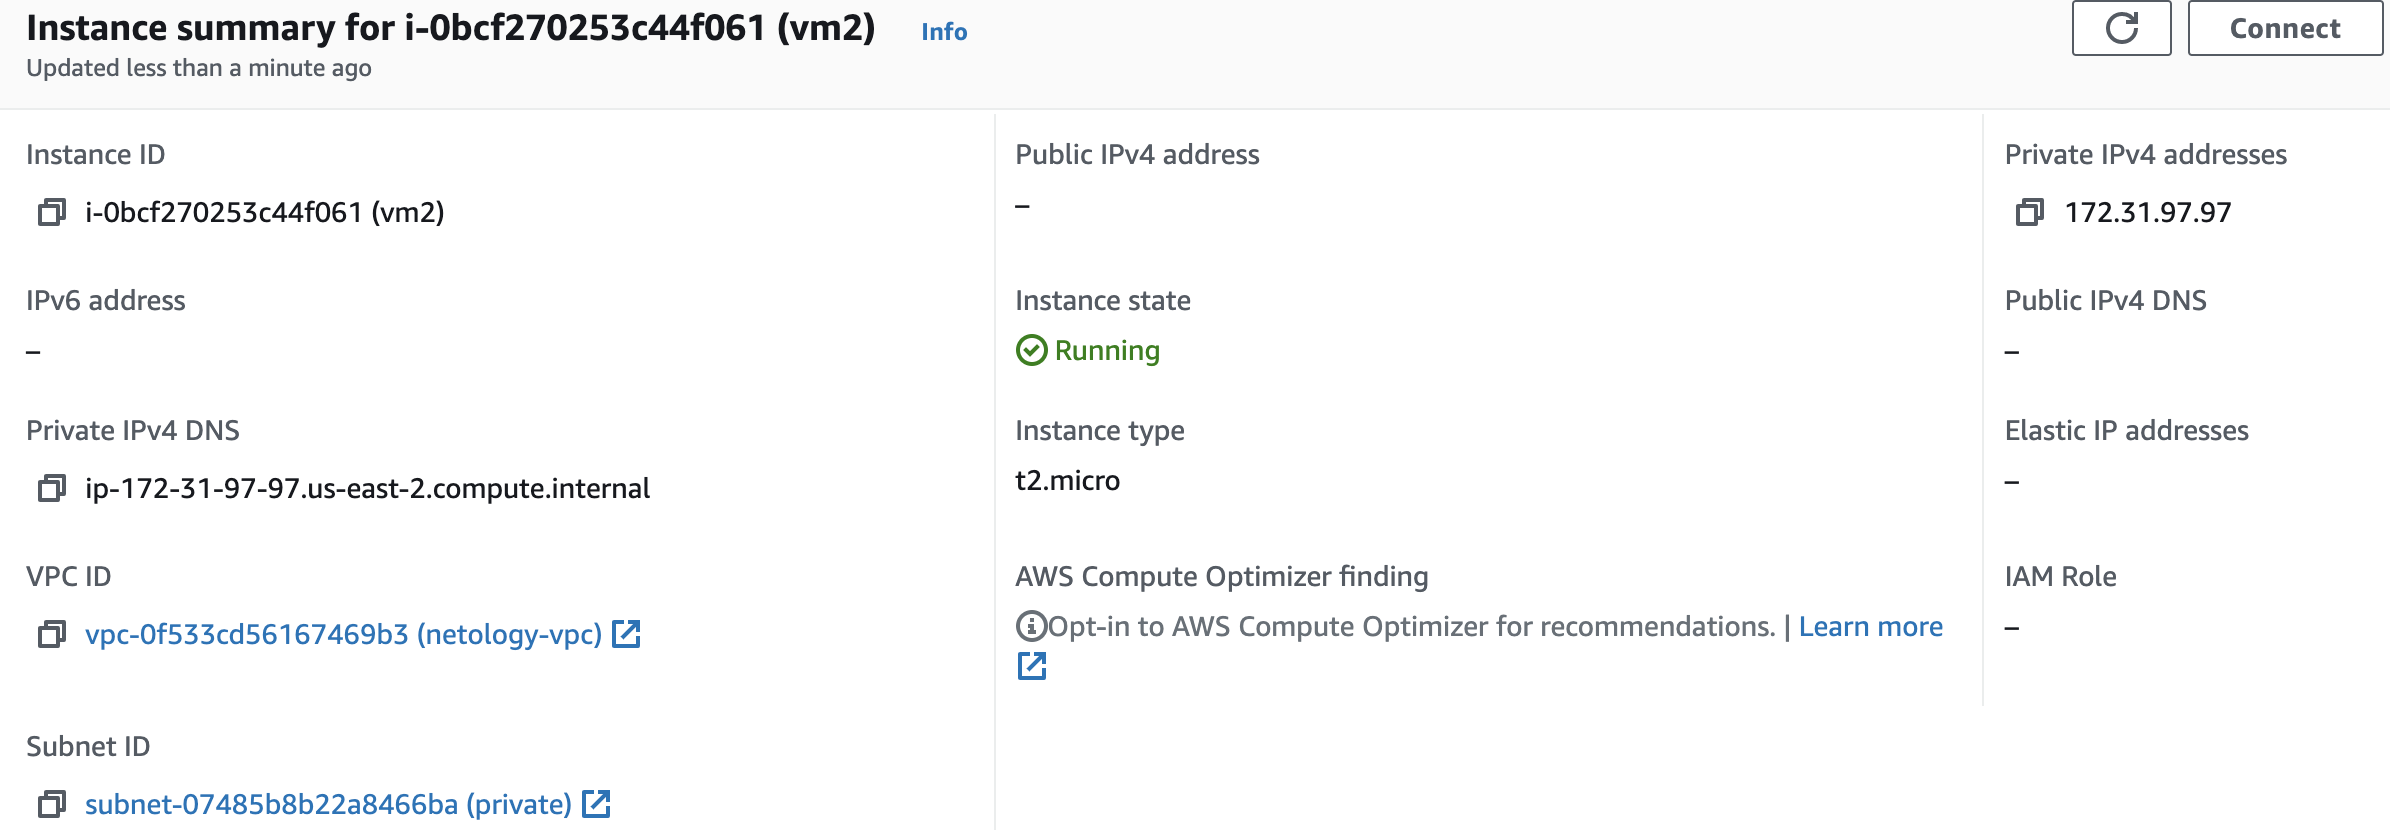 Instance summary for i-0bcf270253c44f061 (vm2) Info
Updated less than a minute ago
Connect
Instance ID
i-0bcf270253c44f061 (vm2)
IPv6 address
–
Private IPv4 DNS
ip-172-31-97-97.us-east-2.compute.internal
VPC ID
vpc-0f533cd56167469b3 (netology-vpc)
Subnet ID
subnet-07485b8b22a8466ba (private)
Public IPv4 address
–
Instance state
Running
Instance type
t2.micro
AWS Compute Optimizer finding
Opt-in to AWS Compute Optimizer for recommendations. | Learn more
Private IPv4 addresses
172.31.97.97
Public IPv4 DNS
–
Elastic IP addresses
–
IAM Role
–